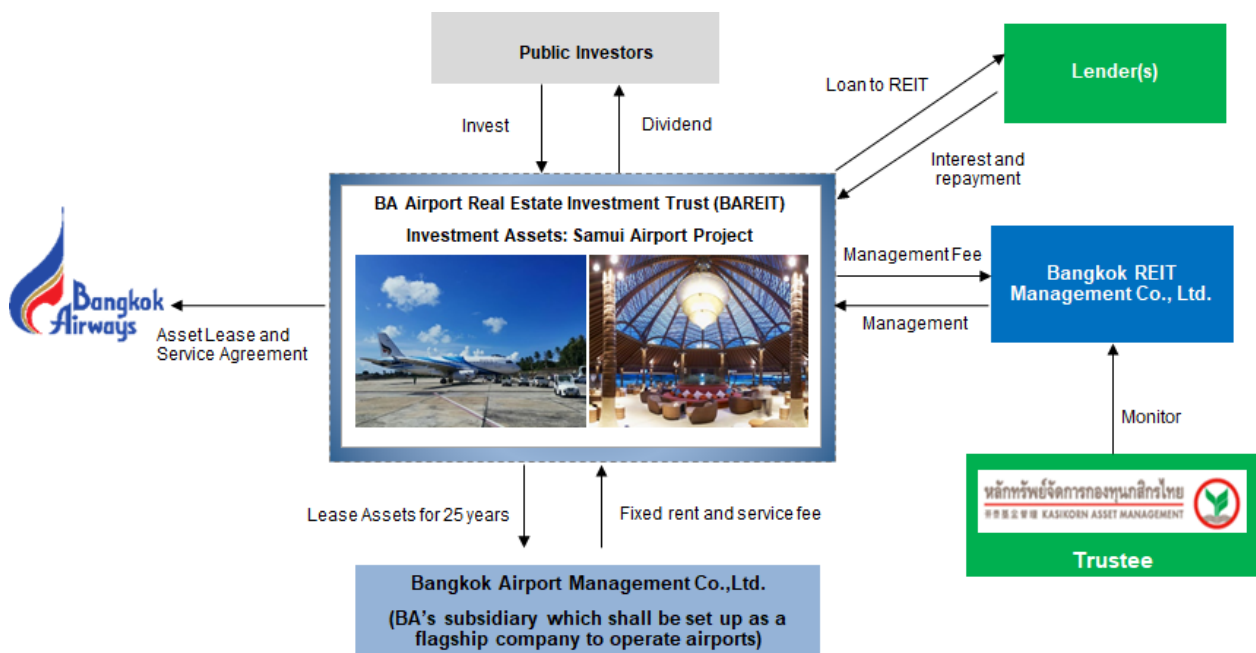 Public Investors
Lender(s)
Loan to REIT
Invest
Dividend
Interest and
repayment
BA Airport Real Estate Investment Trust (BAREIT)
Investment Assets: Samui Airport Project
Management Fee
Bangkok REIT
Management Co., Ltd.
Management
Bangkok
Airways
Asset Lease and
Service Agreement
Monitor
หลักทรัพย์จัดการกองทุนกสิกรไทย
KASIKORN ASSET MANAGEMENT
Trustee
Lease Assets for 25 years
Fixed rent and service fee
Bangkok Airport Management Co.,Ltd.
(BA's subsidiary which shall be set up as a
flagship company to operate airports)